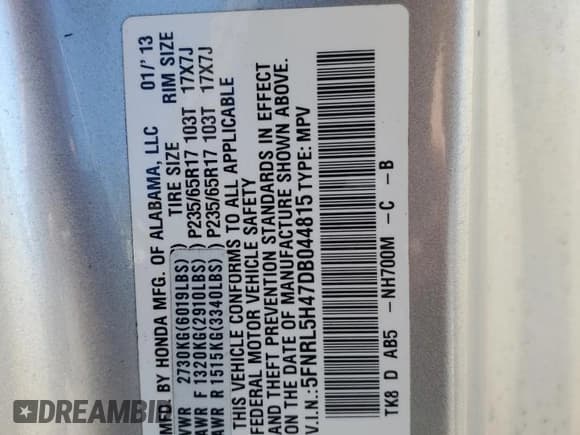 MFD. BY HONDA MFG. OF ALABAMA, LLC 01/'13
TIRE SIZE RIM SIZE
VWR 2730KG(6019LBS) P235/65R17 103T 17X7J
AWR F 1320KG(2910LBS) P235/65R17 103T 17X7J
AWR R 1515KG(3340LBS)
THIS VEHICLE CONFORMS TO ALL APPLICABLE
FEDERAL MOTOR VEHICLE SAFETY
AND THEFT PREVENTION STANDARDS IN EFFECT
ON THE DATE OF MANUFACTURE SHOWN ABOVE.
V.I.N.: 5FNRL5H47DB044815 TYPE: MPV
TK8 D AB5 - NH700M - C - B
DREAMBID